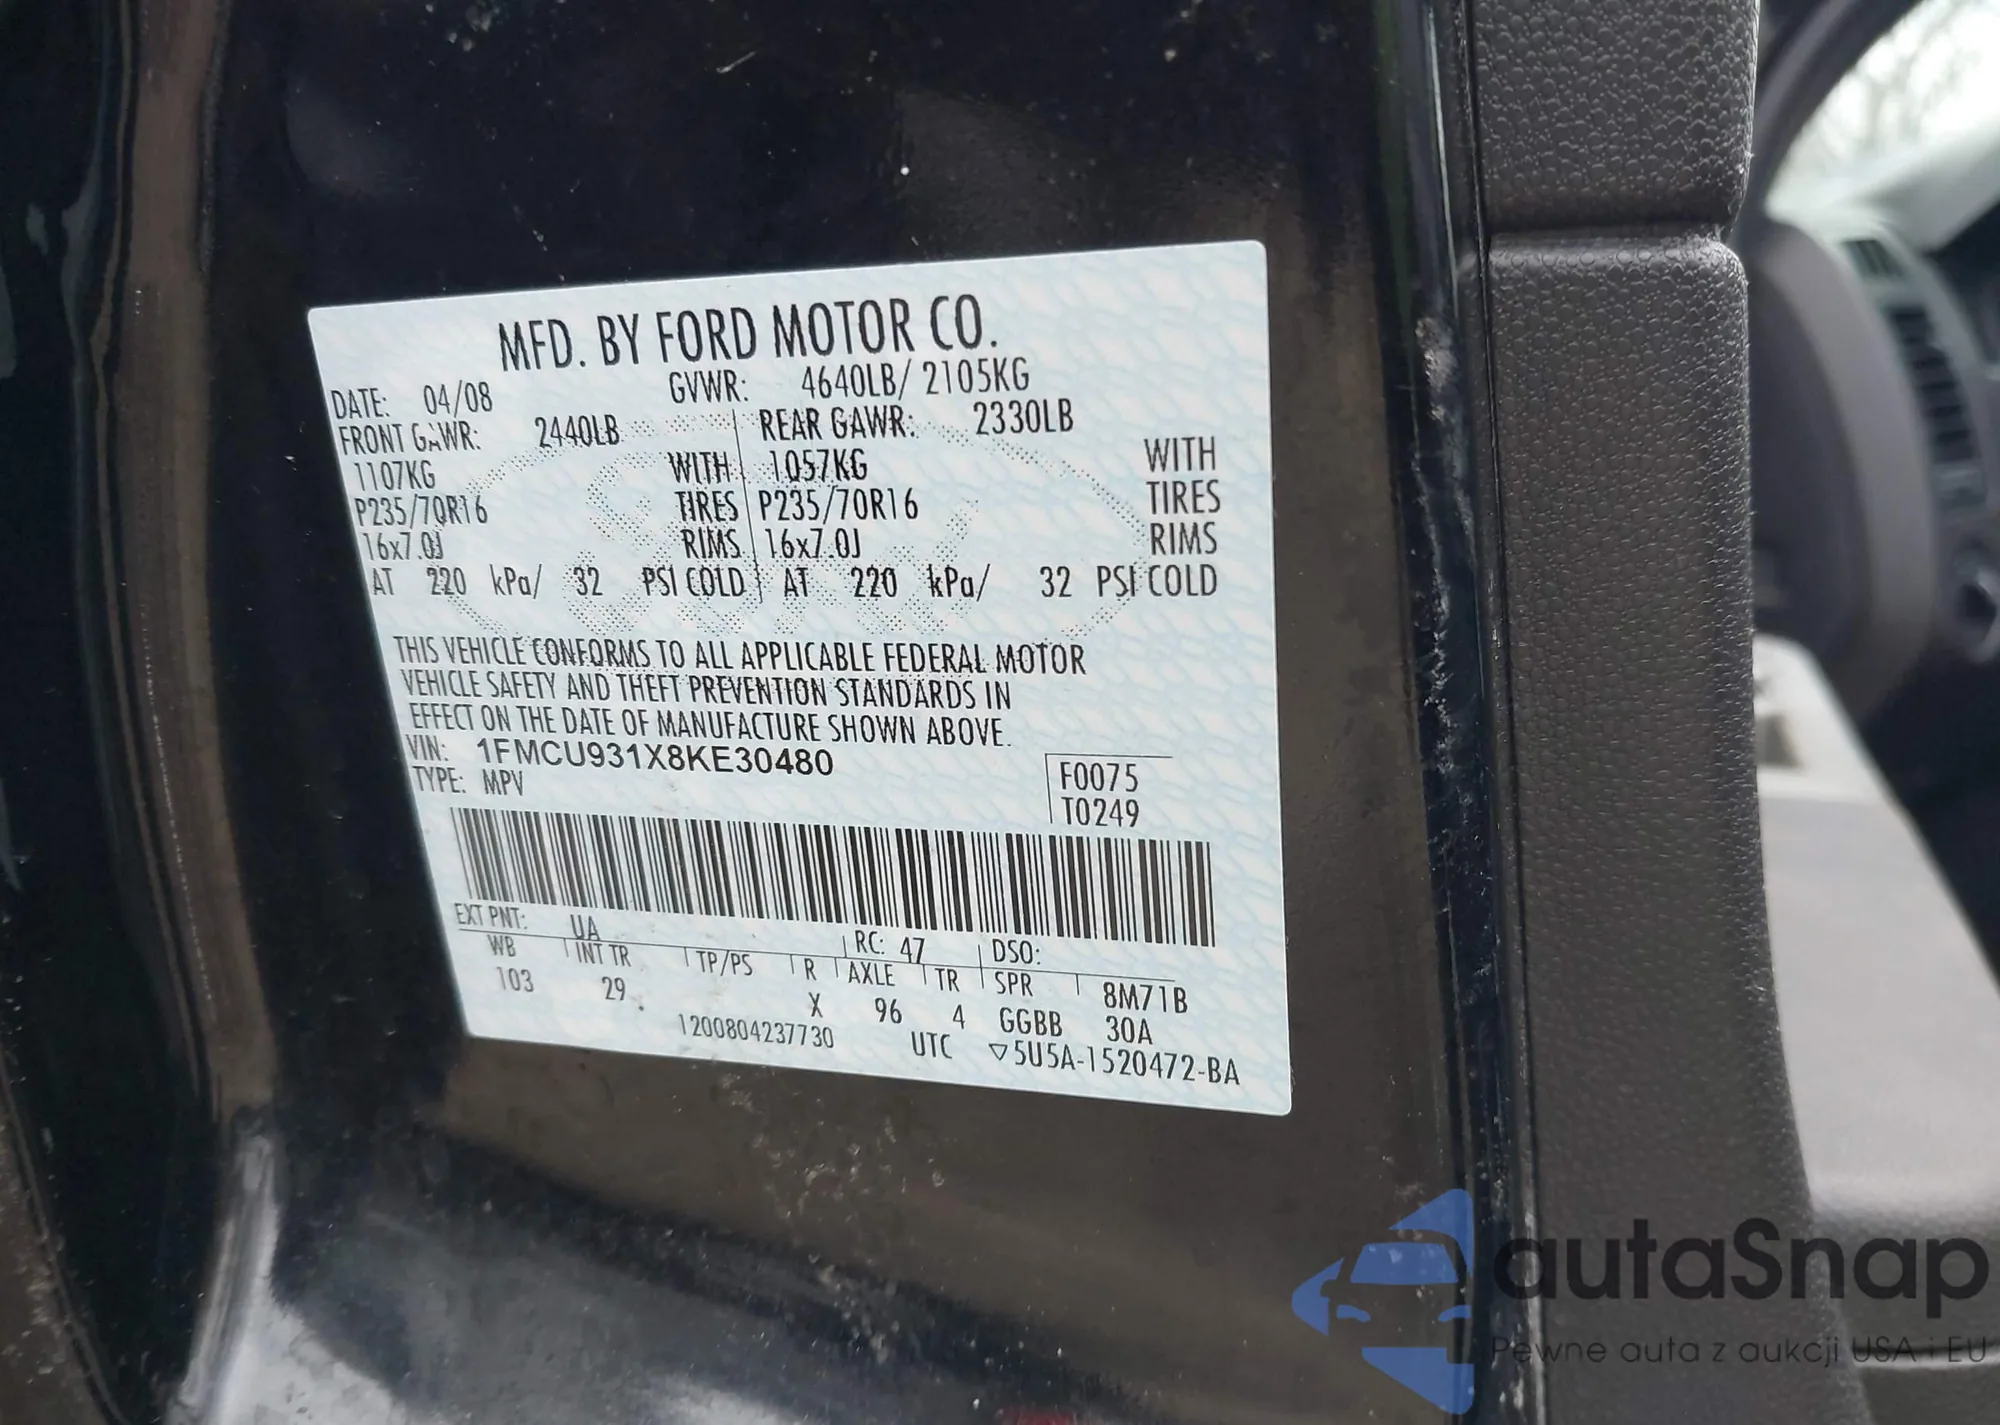 MFD. BY FORD MOTOR CO.
DATE: 04/08 GVWR: 4640LB/ 2105KG
FRONT GAWR: 2440LB REAR GAWR: 2330LB
1107KG WITH 1057KG WITH
P235/70R16 TIRES P235/70R16 TIRES
16x7.0J RIMS 16x7.0J RIMS
AT 220 kPa/ 32 PSI COLD AT 220 kPa/ 32 PSI COLD
THIS VEHICLE CONFORMS TO ALL APPLICABLE FEDERAL MOTOR
VEHICLE SAFETY AND THEFT PREVENTION STANDARDS IN
EFFECT ON THE DATE OF MANUFACTURE SHOWN ABOVE.
VIN: 1FMCU931X8KE30480
TYPE: MPV
F0075
T0249
EXT PNT: UA RC: 47 DSO:
WB INT TR TP/PS R AXLE TR SPR 8M71B
103 29 X 96 4 GGBB 30A
1200804237730 UTC ▽5U5A-1520472-BA
autaSnap
Pewne auta z aukcji USA i EU